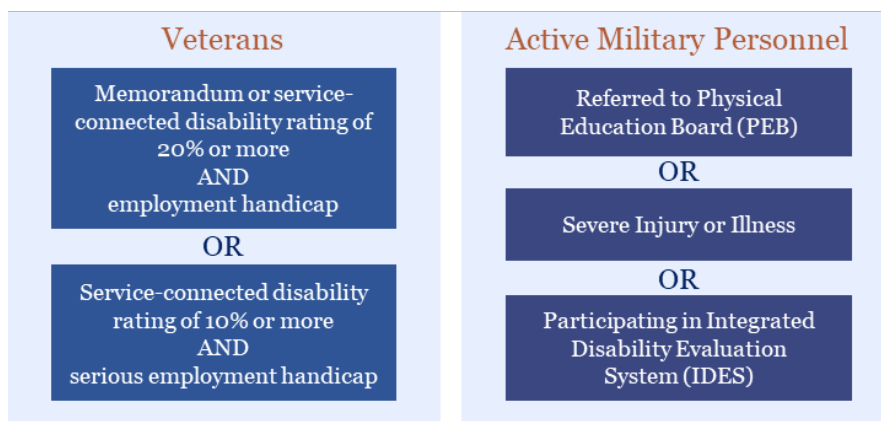 Veterans
Memorandum or service-
connected disability rating of
20% or more
AND
employment handicap
OR
Service-connected disability
rating of 10% or more
AND
serious employment handicap
Active Military Personnel
Referred to Physical
Education Board (PEB)
OR
Severe Injury or Illness
OR
Participating in Integrated
Disability Evaluation
System (IDES)